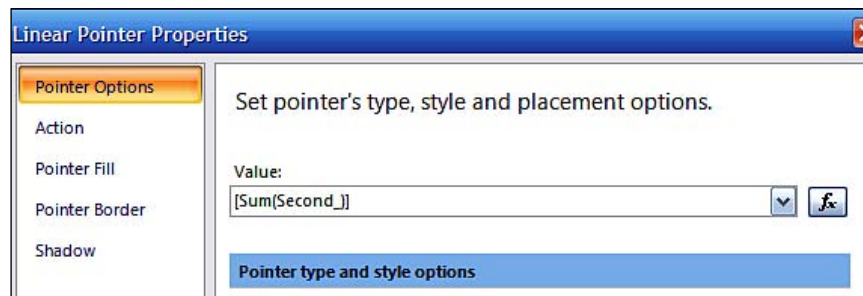 Linear Pointer Properties
Pointer Options
Action
Pointer Fill
Pointer Border
Shadow
Set pointer's type, style and placement options.
Value:
[Sum(Second_)]
fx
Pointer type and style options